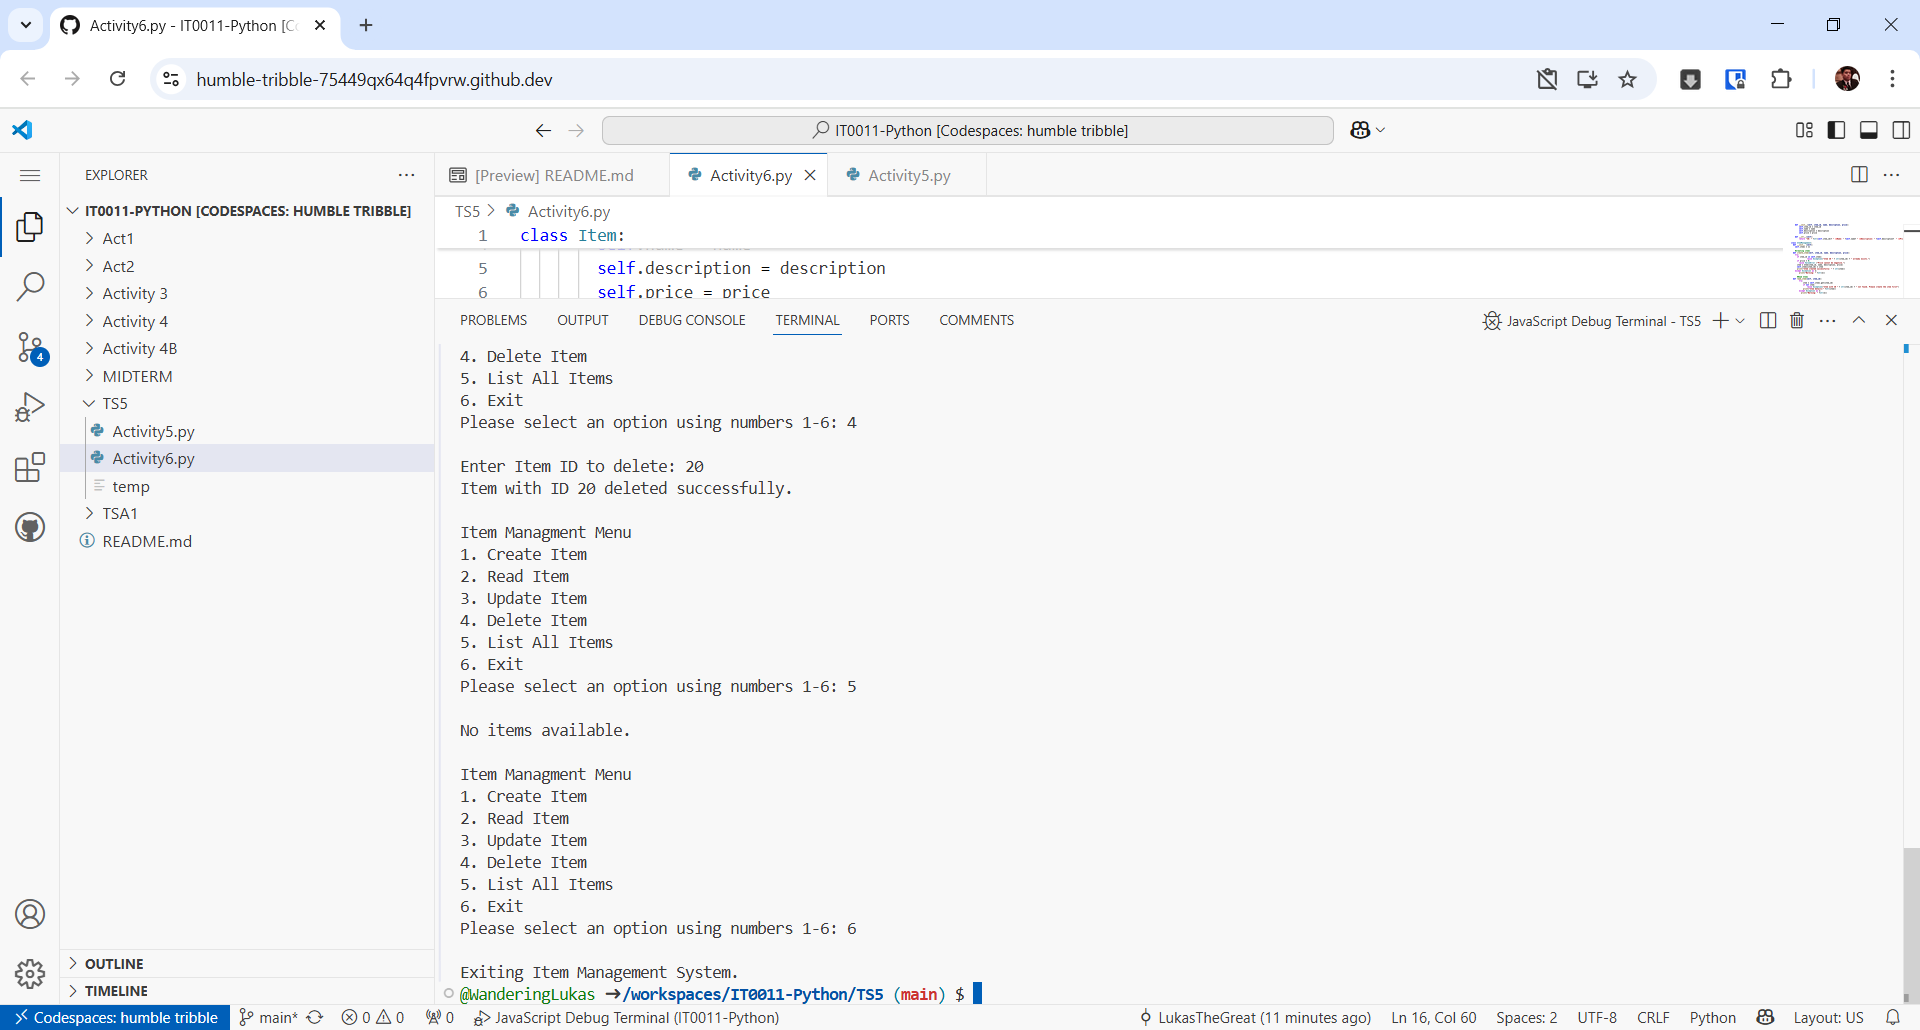 Activity6.py - IT0011-Python [Co
humble-tribble-75449qx64q4fpvrw.github.dev
IT0011-Python [Codespaces: humble tribble]
EXPLORER
IT0011-PYTHON [CODESPACES: HUMBLE TRIBBLE]
Act1
Act2
Activity 3
Activity 4
Activity 4B
MIDTERM
TS5
Activity5.py
Activity6.py
temp
TSA1
README.md
4
OUTLINE
TIMELINE
[Preview] README.md
Activity6.py
Activity5.py
TS5 > Activity6.py
1 class Item:
5 self.description = description
6 self.price = price
PROBLEMS OUTPUT DEBUG CONSOLE TERMINAL PORTS COMMENTS
JavaScript Debug Terminal - TS5
4. Delete Item
5. List All Items
6. Exit
Please select an option using numbers 1-6: 4
Enter Item ID to delete: 20
Item with ID 20 deleted successfully.
Item Managment Menu
1. Create Item
2. Read Item
3. Update Item
4. Delete Item
5. List All Items
6. Exit
Please select an option using numbers 1-6: 5
No items available.
Item Managment Menu
1. Create Item
2. Read Item
3. Update Item
4. Delete Item
5. List All Items
6. Exit
Please select an option using numbers 1-6: 6
Exiting Item Management System.
@WanderingLukas →/workspaces/IT0011-Python/TS5 (main) $
Codespaces: humble tribble main* 0 0 0 JavaScript Debug Terminal (IT0011-Python) LukasTheGreat (11 minutes ago) Ln 16, Col 60 Spaces: 2 UTF-8 CRLF Python Layout: US